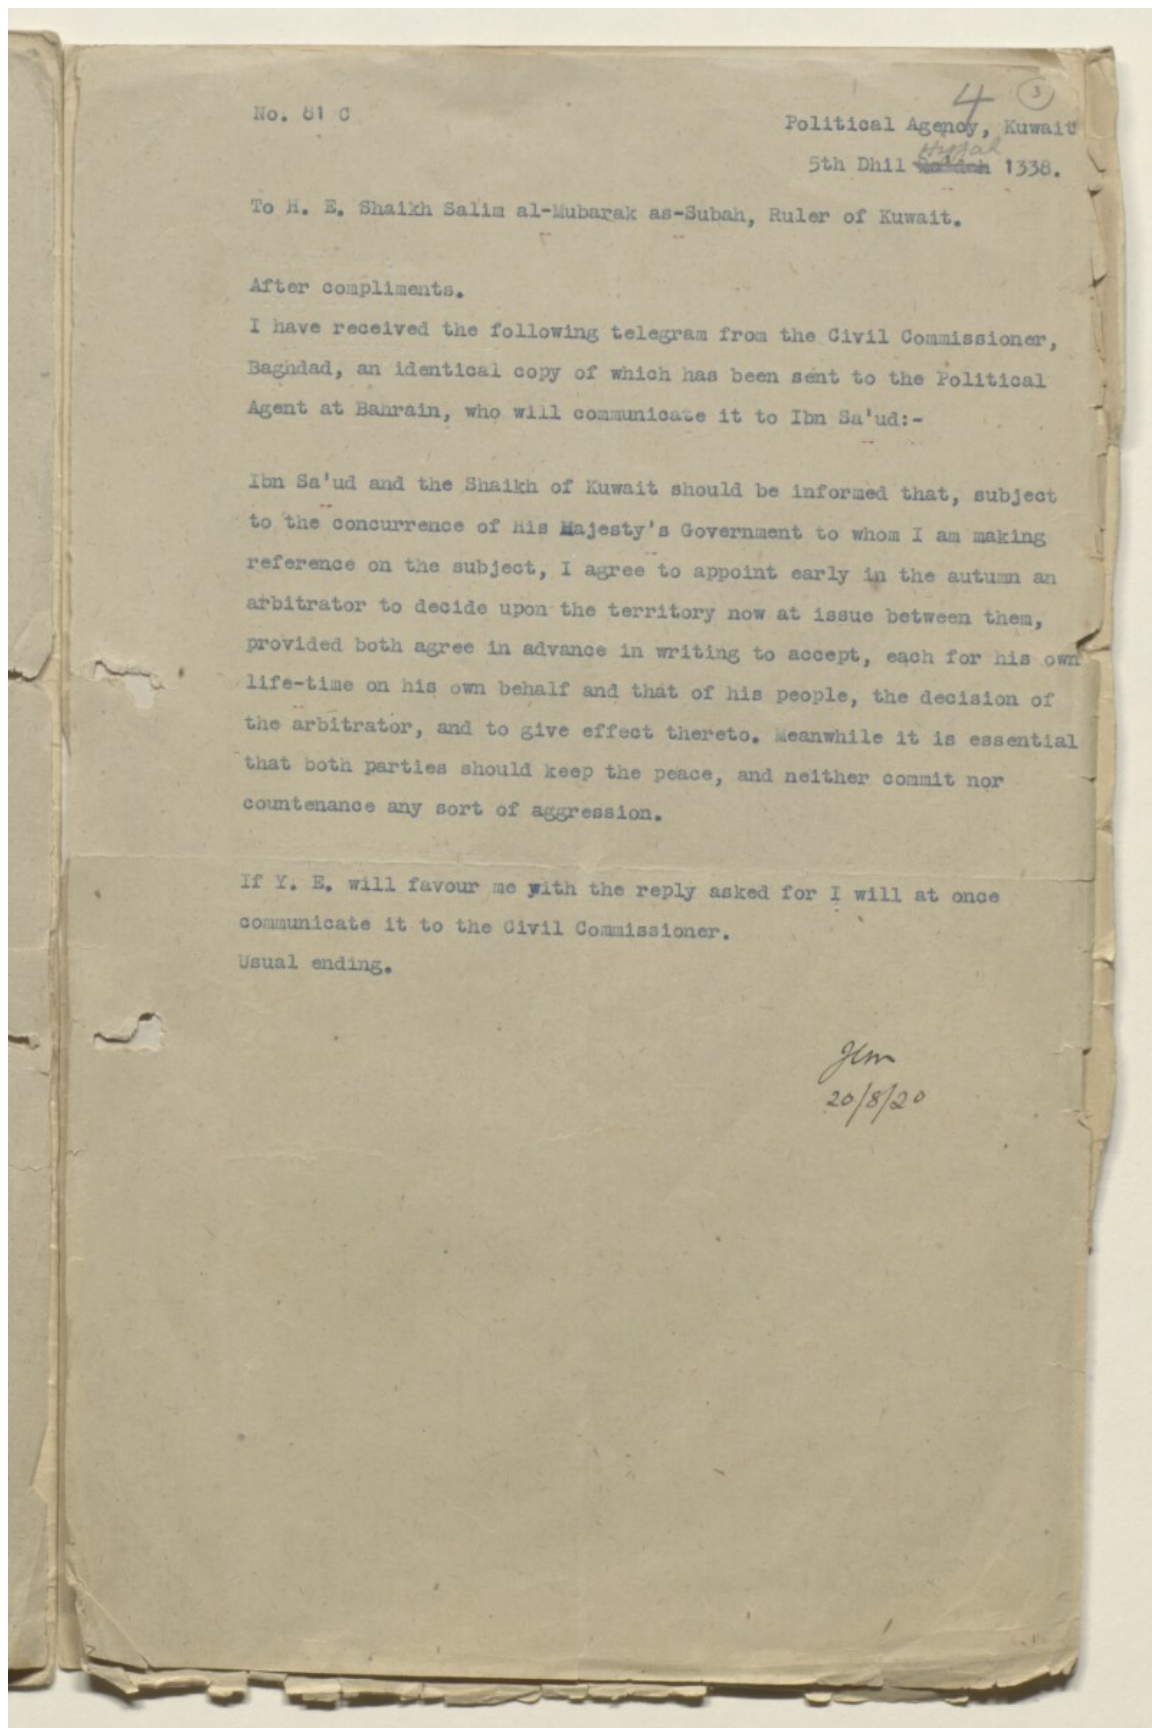 4
3
No. 81 C
Political Agency, Kuwait
Hijjah
5th Dhil Qa'dah 1338.
To H. E. Shaikh Salim al-Mubarak as-Subah, Ruler of Kuwait.
After compliments.
I have received the following telegram from the Civil Commissioner,
Baghdad, an identical copy of which has been sent to the Political
Agent at Bahrain, who will communicate it to Ibn Sa'ud:-
Ibn Sa'ud and the Shaikh of Kuwait should be informed that, subject
to the concurrence of His Majesty's Government to whom I am making
reference on the subject, I agree to appoint early in the autumn an
arbitrator to decide upon the territory now at issue between them,
provided both agree in advance in writing to accept, each for his own
life-time on his own behalf and that of his people, the decision of
the arbitrator, and to give effect thereto. Meanwhile it is essential
that both parties should keep the peace, and neither commit nor
countenance any sort of aggression.
If Y. E. will favour me with the reply asked for I will at once
communicate it to the Civil Commissioner.
Usual ending.
20/8/20